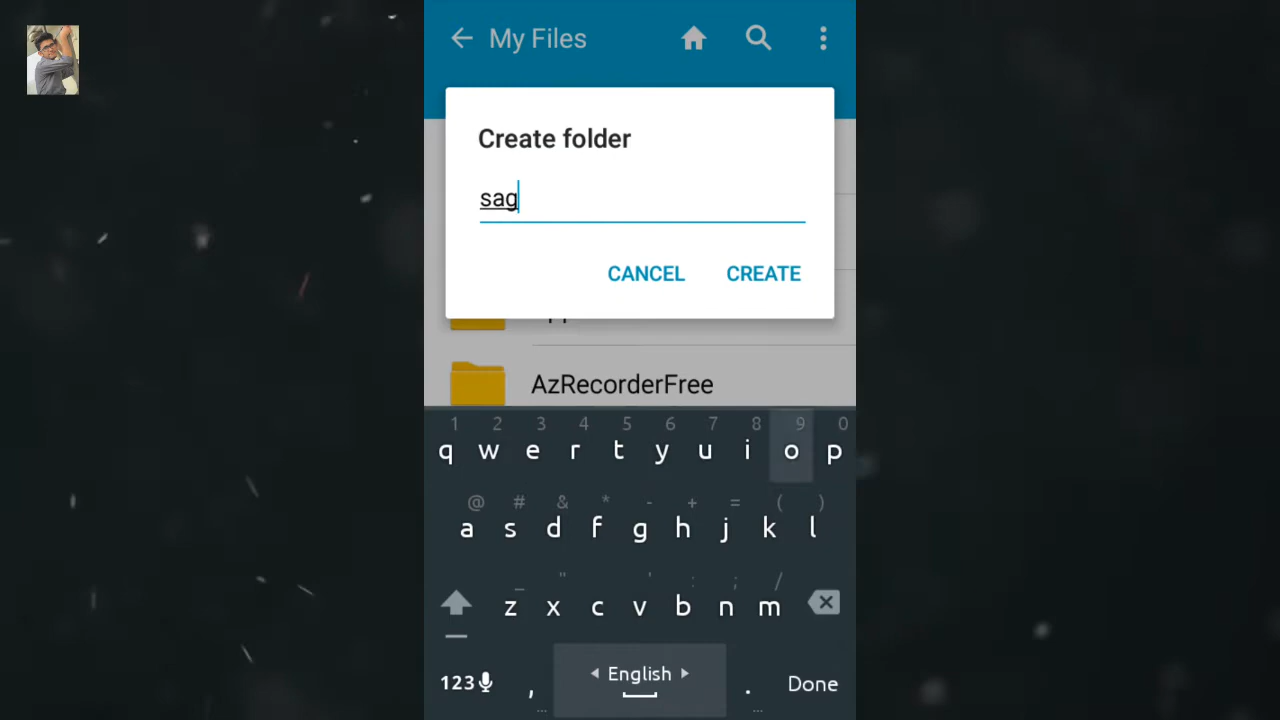 My Files
Create folder
sag
CANCEL CREATE
AzRecorderFree
1 2 3 4 5 6 7 8 9 0
q w e r t y u i o p
@ # & * - + = ( )
a s d f g h j k l
_ " ' : ; /
z x c v b n m
123 , English . Done